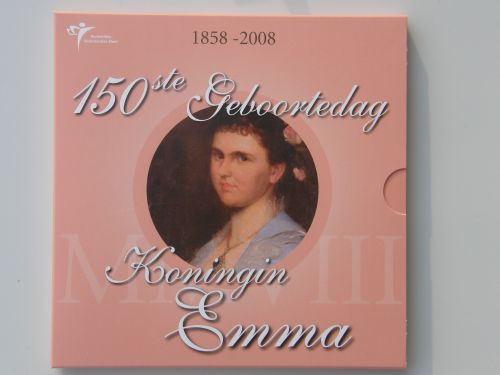 1858 -2008
150ste Geboortedag
Koningin
Emma